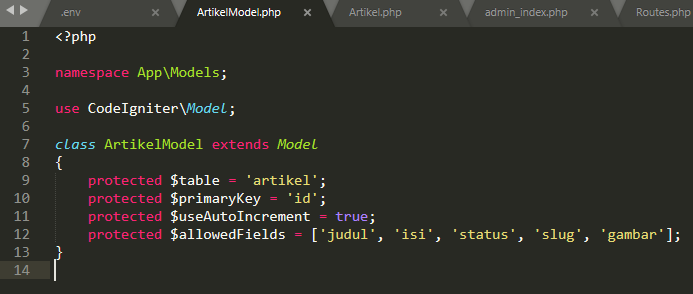 .env × ArtikelModel.php × Artikel.php × admin_index.php × Routes.php
1 <?php
2
3 namespace App\Models;
4
5 use CodeIgniter\Model;
6
7 class ArtikelModel extends Model
8 {
9 protected $table = 'artikel';
10 protected $primaryKey = 'id';
11 protected $useAutoIncrement = true;
12 protected $allowedFields = ['judul', 'isi', 'status', 'slug', 'gambar'];
13 }
14